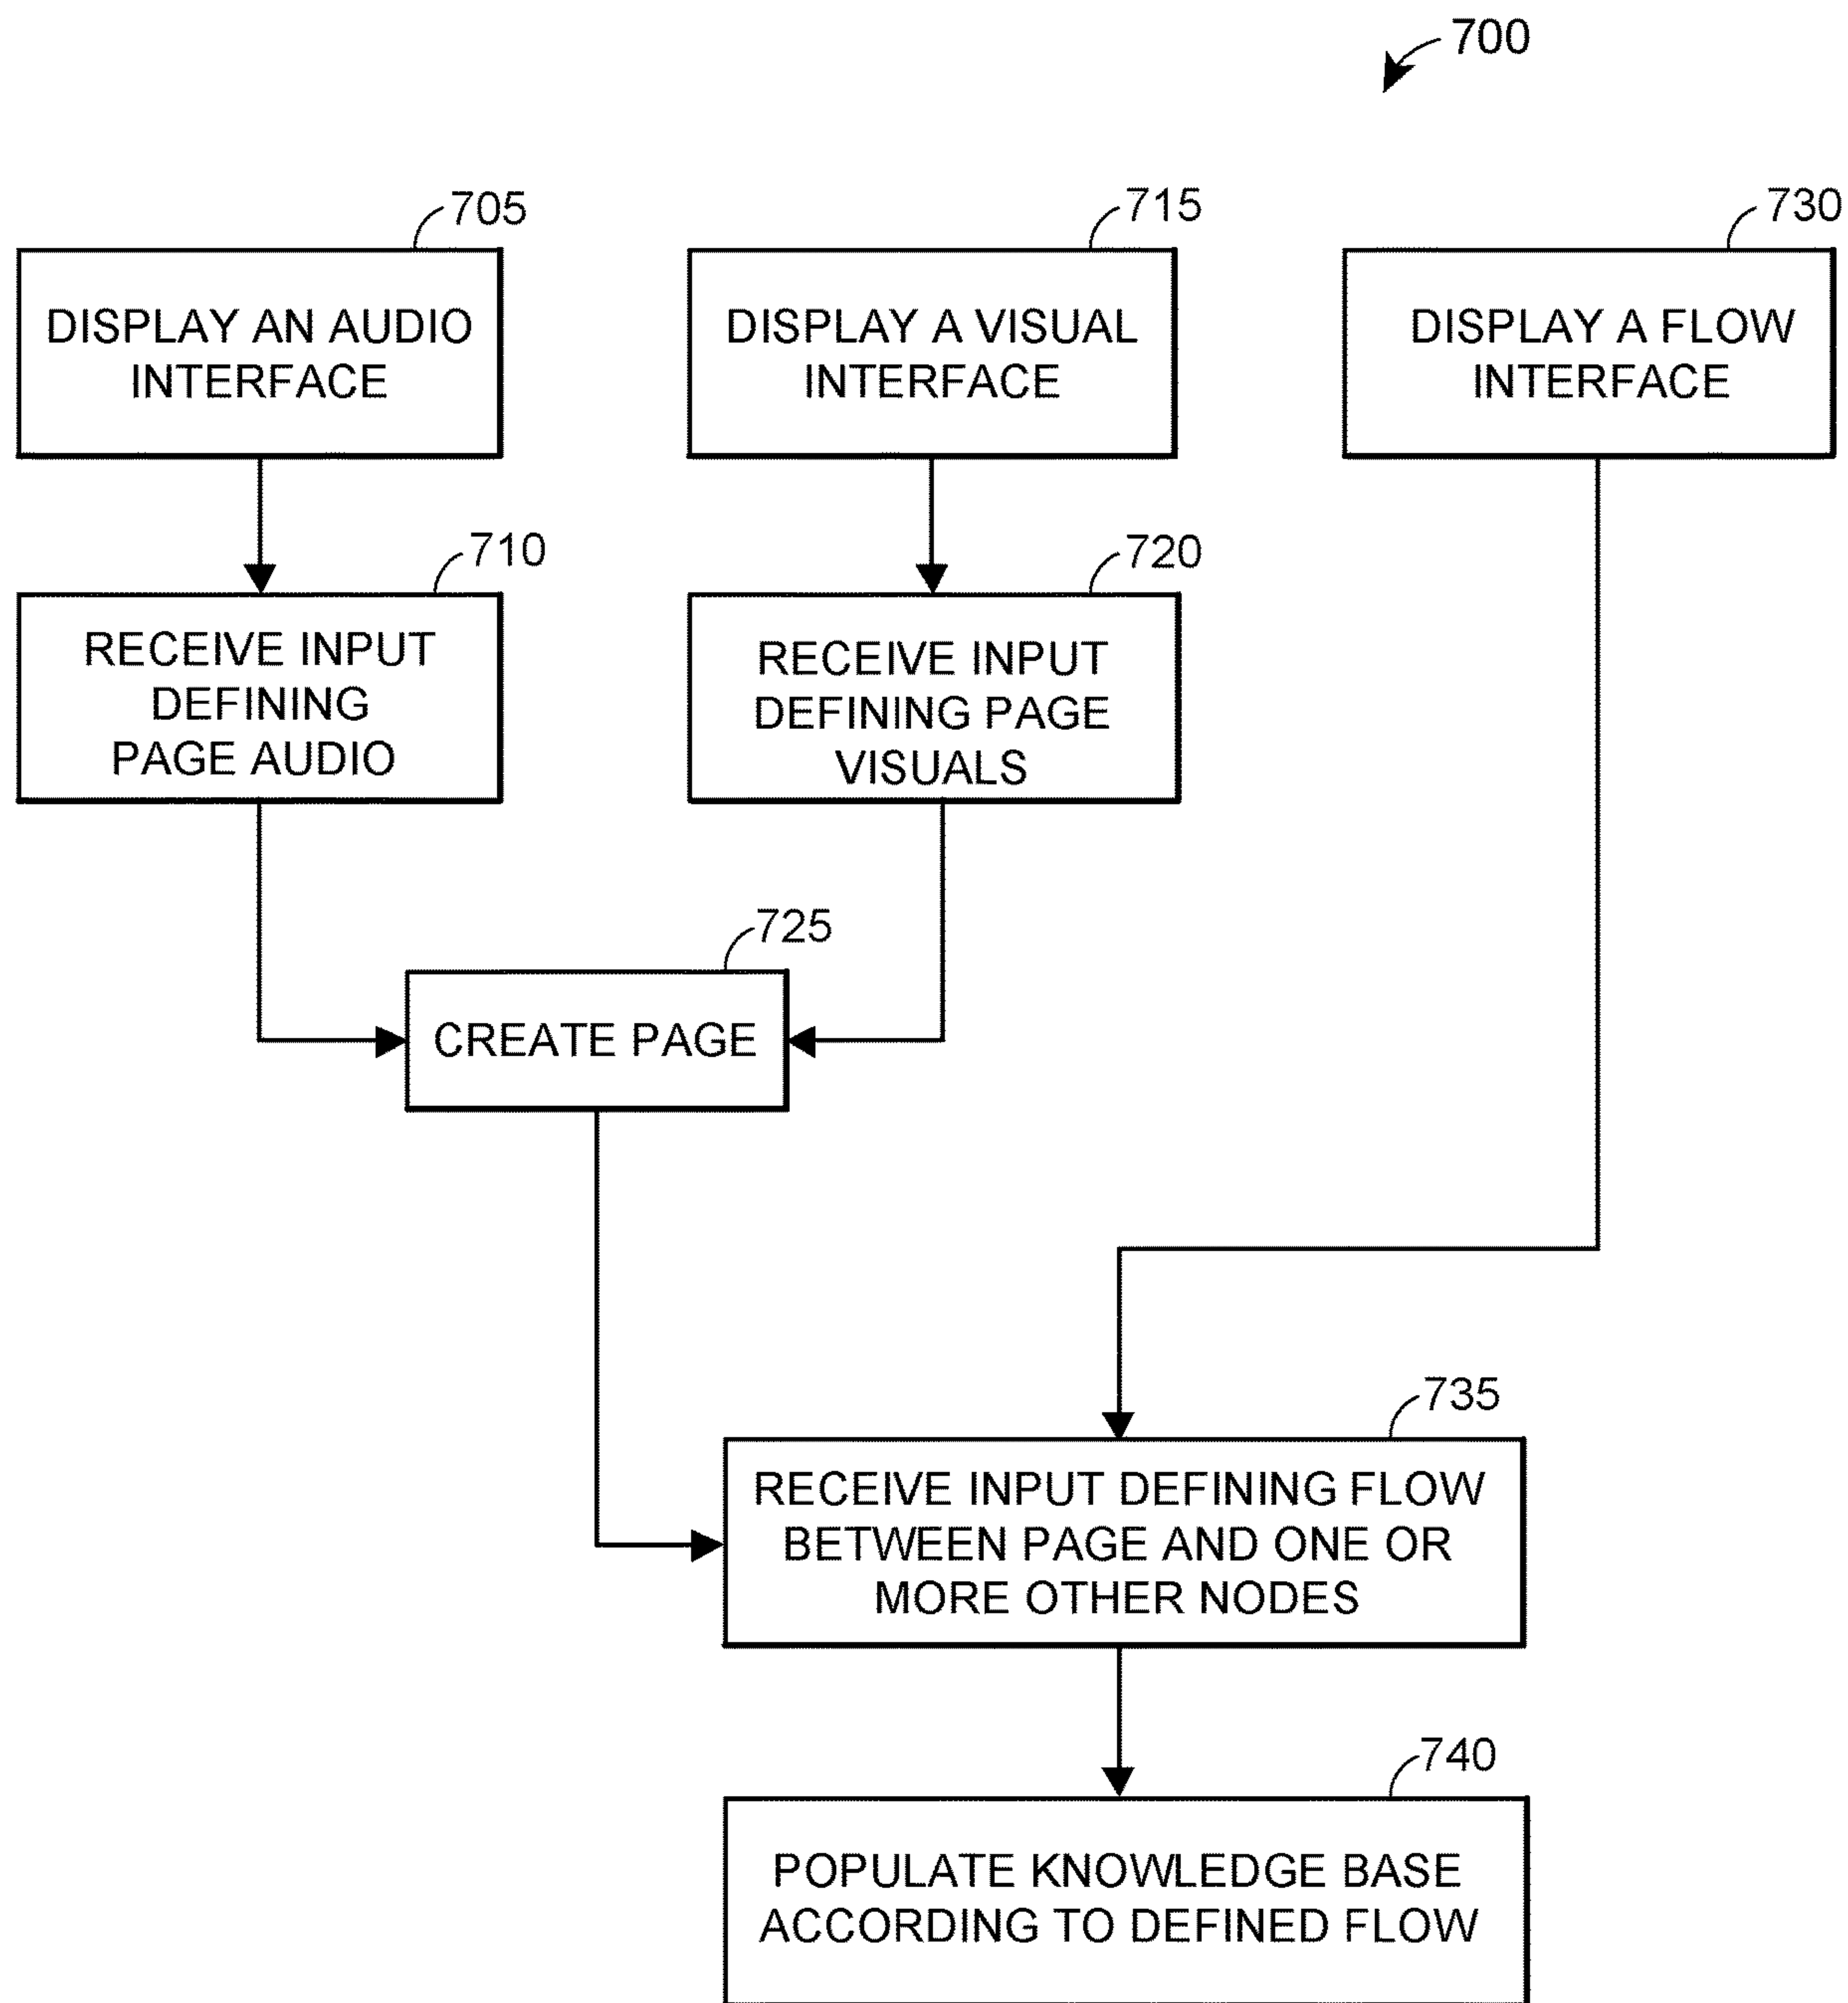 700
705
DISPLAY AN AUDIO
INTERFACE
715
DISPLAY A VISUAL
INTERFACE
730
DISPLAY A FLOW
INTERFACE
710
RECEIVE INPUT
DEFINING
PAGE AUDIO
720
RECEIVE INPUT
DEFINING PAGE
VISUALS
725
CREATE PAGE
735
RECEIVE INPUT DEFINING FLOW
BETWEEN PAGE AND ONE OR
MORE OTHER NODES
740
POPULATE KNOWLEDGE BASE
ACCORDING TO DEFINED FLOW